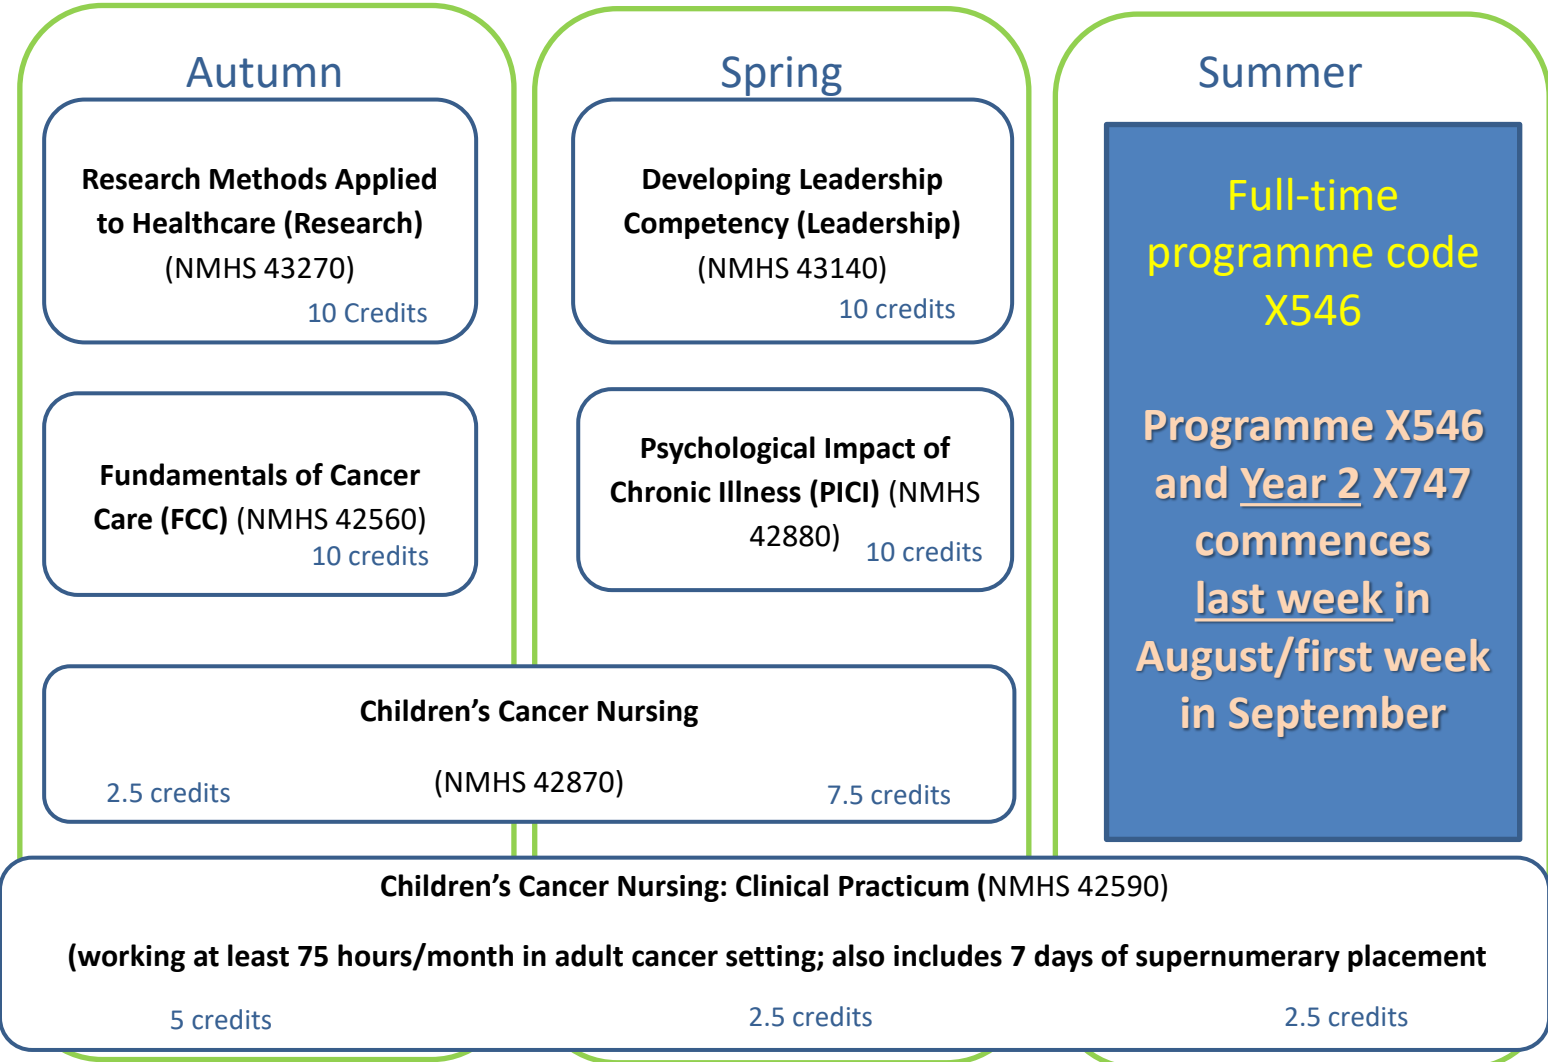 Autumn
Research Methods Applied
to Healthcare (Research)
(NMHS 43270)
10 Credits
Fundamentals of Cancer
Care (FCC) (NMHS 42560)
10 credits
Spring
Developing Leadership
Competency (Leadership)
(NMHS 43140)
10 credits
Psychological Impact of
Chronic Illness (PICI) (NMHS
42880)
10 credits
Summer
Full-time
programme code
X546
Programme X546
and Year 2 X747
commences
last week in
August/first week
in September
Children’s Cancer Nursing
(NMHS 42870)
2.5 credits
7.5 credits
Children’s Cancer Nursing: Clinical Practicum (NMHS 42590)
(working at least 75 hours/month in adult cancer setting; also includes 7 days of supernumerary placement
5 credits
2.5 credits
2.5 credits